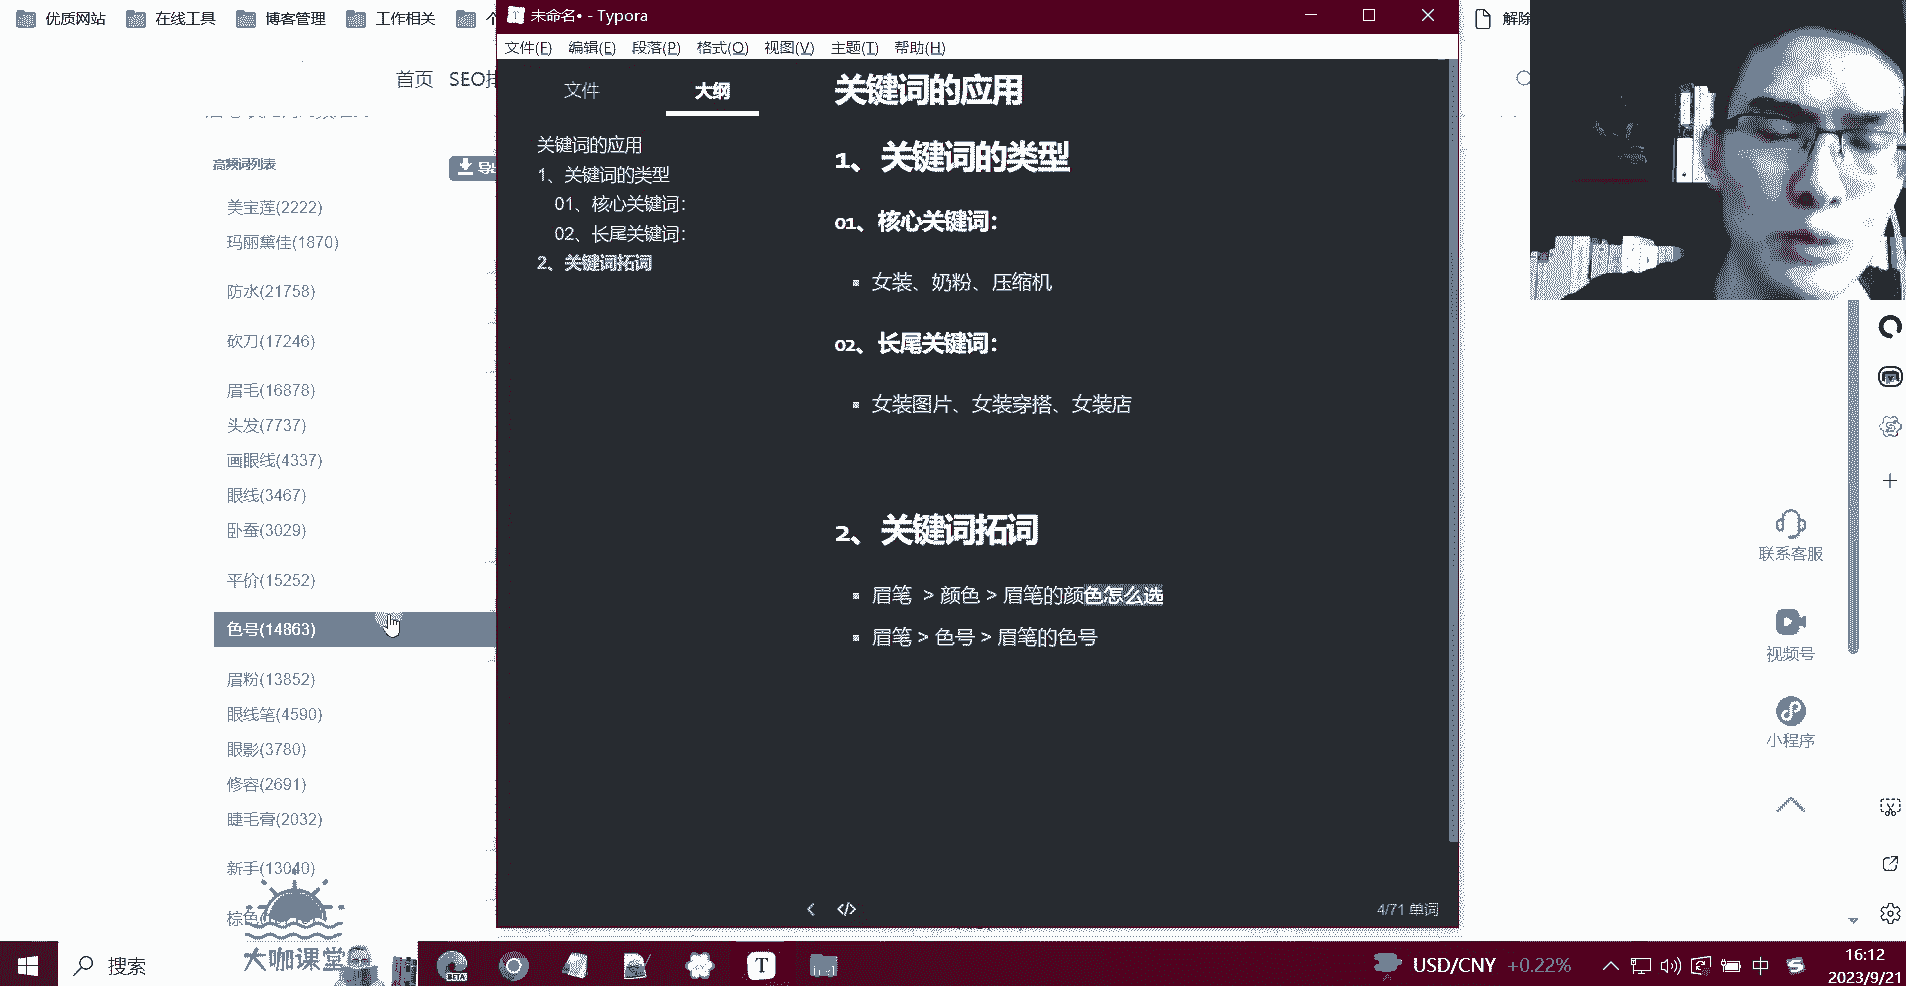 优质网站
在线工具
博客管理
工作相关
首页
高频词列表
美宝莲(2222)
玛丽黛佳(1870)
防水(21758)
砍刀(17246)
眉毛(16878)
头发(7737)
画眼线(4337)
眼线(3467)
卧蚕(3029)
平价(15252)
色号(14863)
眉粉(13852)
眼线笔(4590)
眼影(3780)
修容(2691)
睫毛膏(2032)
新手(13040)
大咖课堂
未命名• - Typora
文件(F) 编辑(E) 段落(P) 格式(O) 视图(V) 主题(T) 帮助(H)
文件 大纲
关键词的应用
1、关键词的类型
01、核心关键词：
02、长尾关键词：
2、关键词拓词
关键词的应用
1、关键词的类型
01、核心关键词：
女装、奶粉、压缩机
02、长尾关键词：
女装图片、女装穿搭、女装店
2、关键词拓词
眉笔 > 颜色 > 眉笔的颜色怎么选
眉笔 > 色号 > 眉笔的色号
4/71 单词
解除
联系客服
视频号
小程序
搜索
BETA
USD/CNY +0.22%
中
16:12
2023/9/21